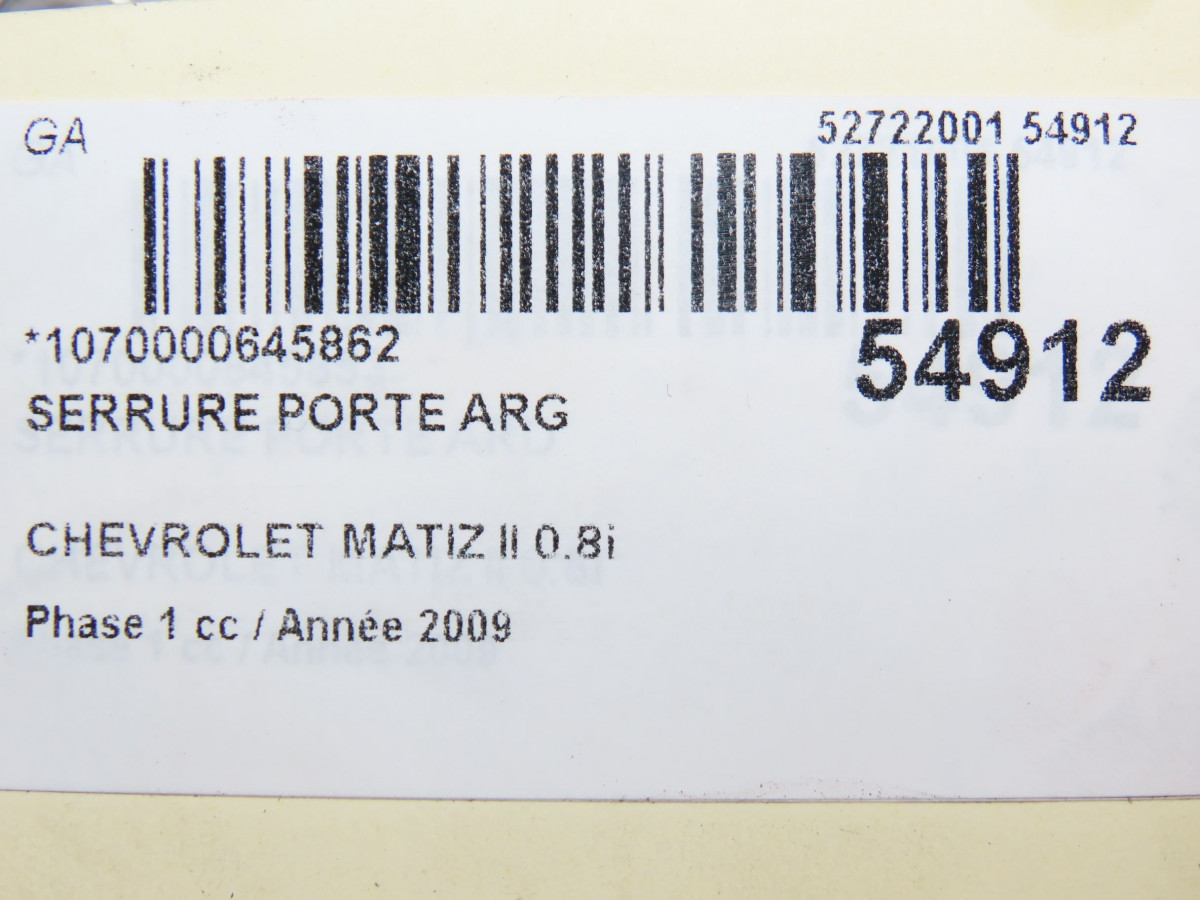 GA
52722001 54912
*1070000645862
54912
SERRURE PORTE ARG
CHEVROLET MATIZ II 0.8i
Phase 1 cc / Année 2009